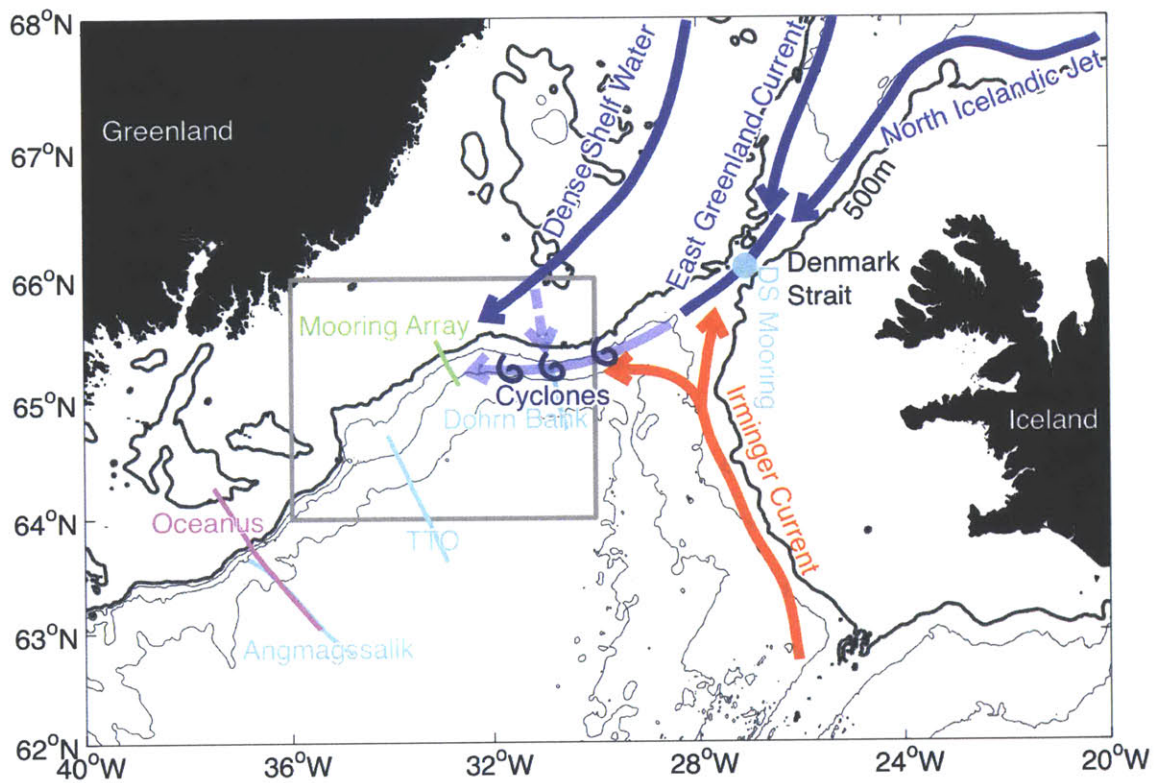 68°N
67°N
66°N
65°N
64°N
63°N
62°N
40°W
36°W
32°W
28°W
24°W
20°W
Greenland
Dense Shelf Water
East Greenland Current
North Icelandic Jet
500m
Denmark
Strait
DS Mooring
Mooring Array
Cyclones
Dohrn Bank
Irminger Current
Iceland
Oceanus
TTO
Angmagssalik